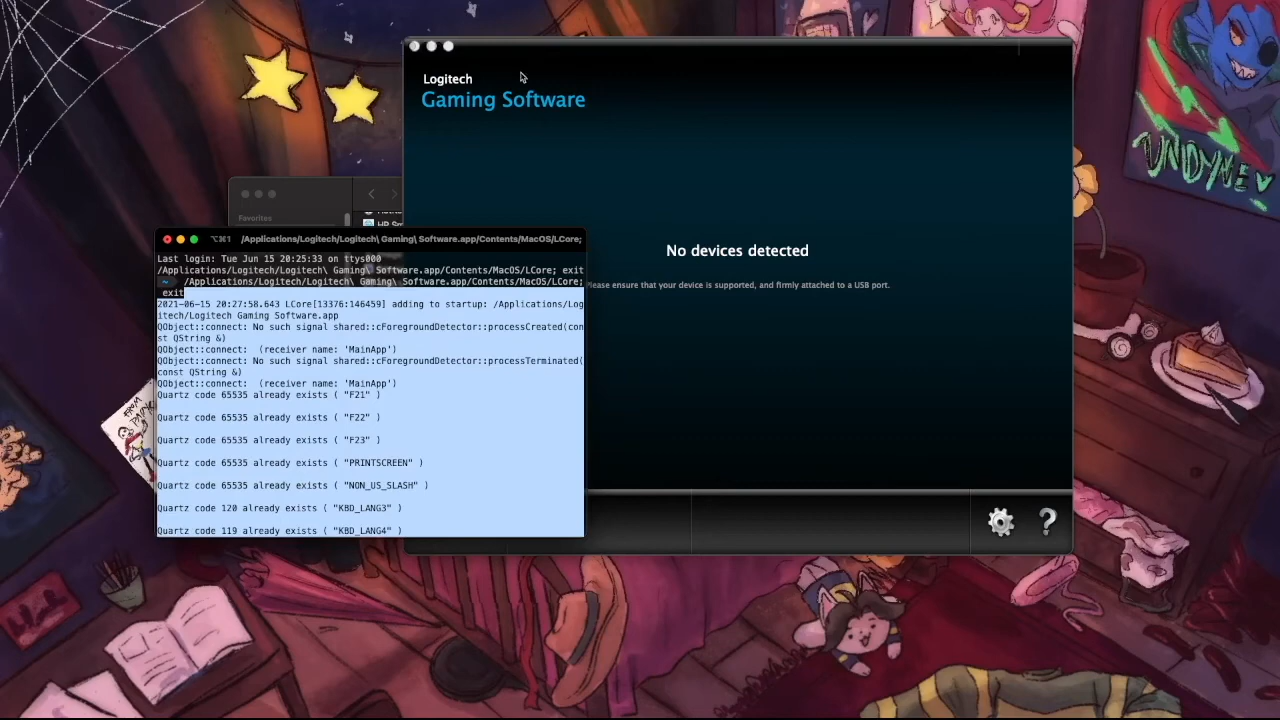 Logitech
Gaming Software
UNDYNE
Favorites
No devices detected
Please ensure that your device is supported, and firmly attached to a USB port.
⌥⌘1 /Applications/Logitech/Logitech\ Gaming\ Software.app/Contents/MacOS/LCore;
Last login: Tue Jun 15 20:25:33 on ttys000
/Applications/Logitech/Logitech\ Gaming\ Software.app/Contents/MacOS/LCore; exit
~ /Applications/Logitech/Logitech\ Gaming\ Software.app/Contents/MacOS/LCore;
exit
2021-06-15 20:27:58.643 LCore[13376:146459] adding to startup: /Applications/Log
itech/Logitech Gaming Software.app
QObject::connect: No such signal shared::cForegroundDetector::processCreated(con
st QString &)
QObject::connect:  (receiver name: 'MainApp')
QObject::connect: No such signal shared::cForegroundDetector::processTerminated(
const QString &)
QObject::connect:  (receiver name: 'MainApp')
Quartz code 65535 already exists ( "F21" )
Quartz code 65535 already exists ( "F22" )
Quartz code 65535 already exists ( "F23" )
Quartz code 65535 already exists ( "PRINTSCREEN" )
Quartz code 65535 already exists ( "NON_US_SLASH" )
Quartz code 120 already exists ( "KBD_LANG3" )
Quartz code 119 already exists ( "KBD_LANG4" )
?